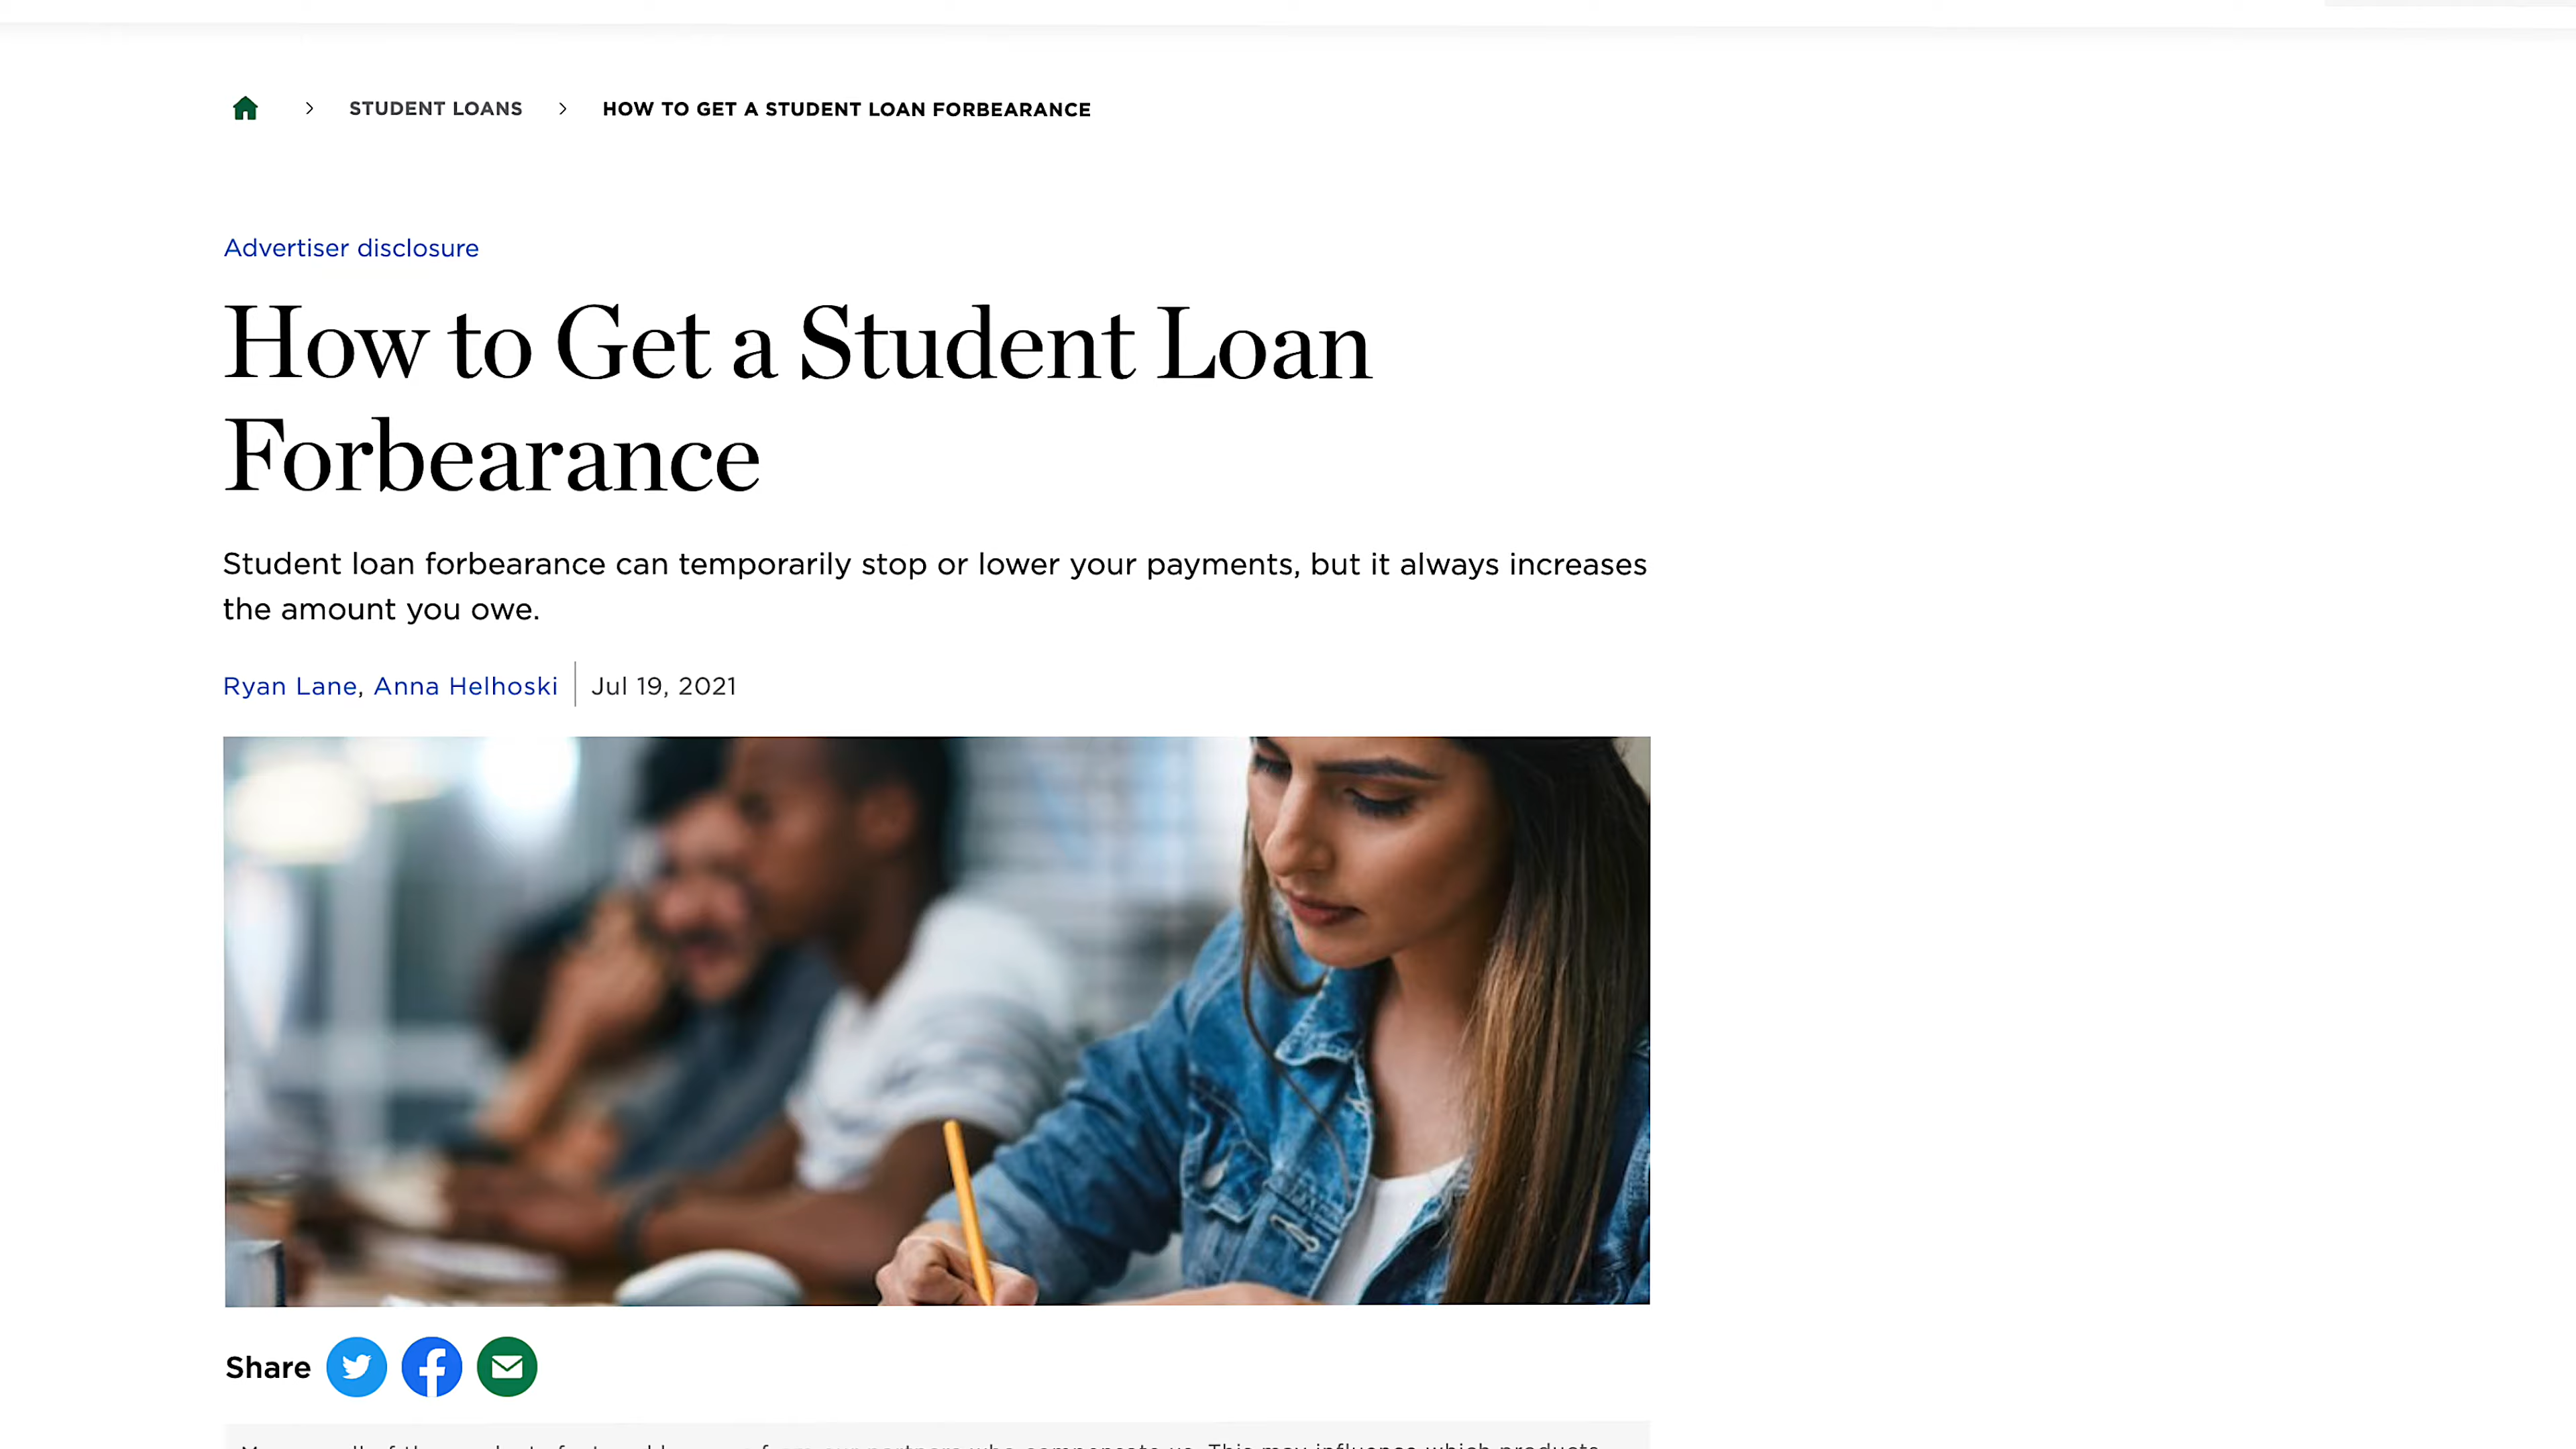 STUDENT LOANS > HOW TO GET A STUDENT LOAN FORBEARANCE
Advertiser disclosure
How to Get a Student Loan
Forbearance
Student loan forbearance can temporarily stop or lower your payments, but it always increases
the amount you owe.
Ryan Lane, Anna Helhoski | Jul 19, 2021
Share